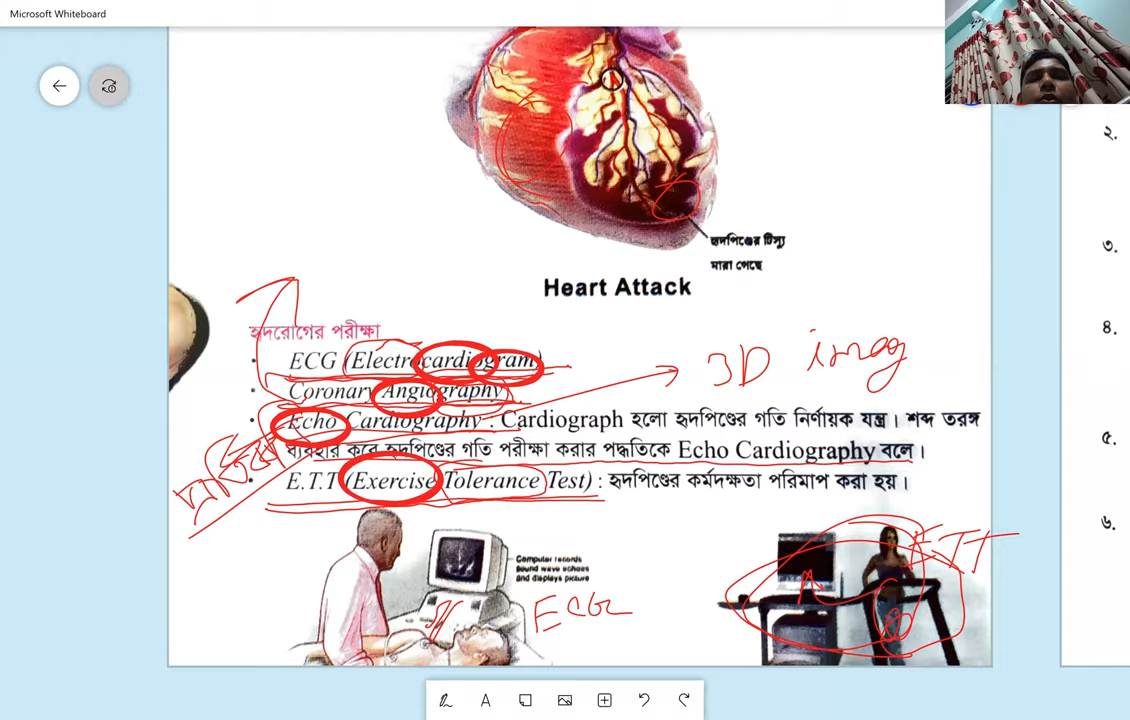 Microsoft Whiteboard
২.
হৃদপিণ্ডের টিস্যু
মারা গেছে
৩.
Heart Attack
হৃদরোগের পরীক্ষা
৪.
• ECG (Electrocardiogram)
3D imag
• Coronary Angiography
• Echo Cardiography : Cardiograph হলো হৃদপিণ্ডের গতি নির্ণায়ক যন্ত্র। শব্দ তরঙ্গ
ব্যবহার করে হৃদপিণ্ডের গতি পরীক্ষা করার পদ্ধতিকে Echo Cardiography বলে।
৫.
• E.T.T (Exercise Tolerance Test) : হৃদপিণ্ডের কর্মদক্ষতা পরিমাপ করা হয়।
৬.
ETT
Computer records
sound wave echoes
and displays picture
ECG
A